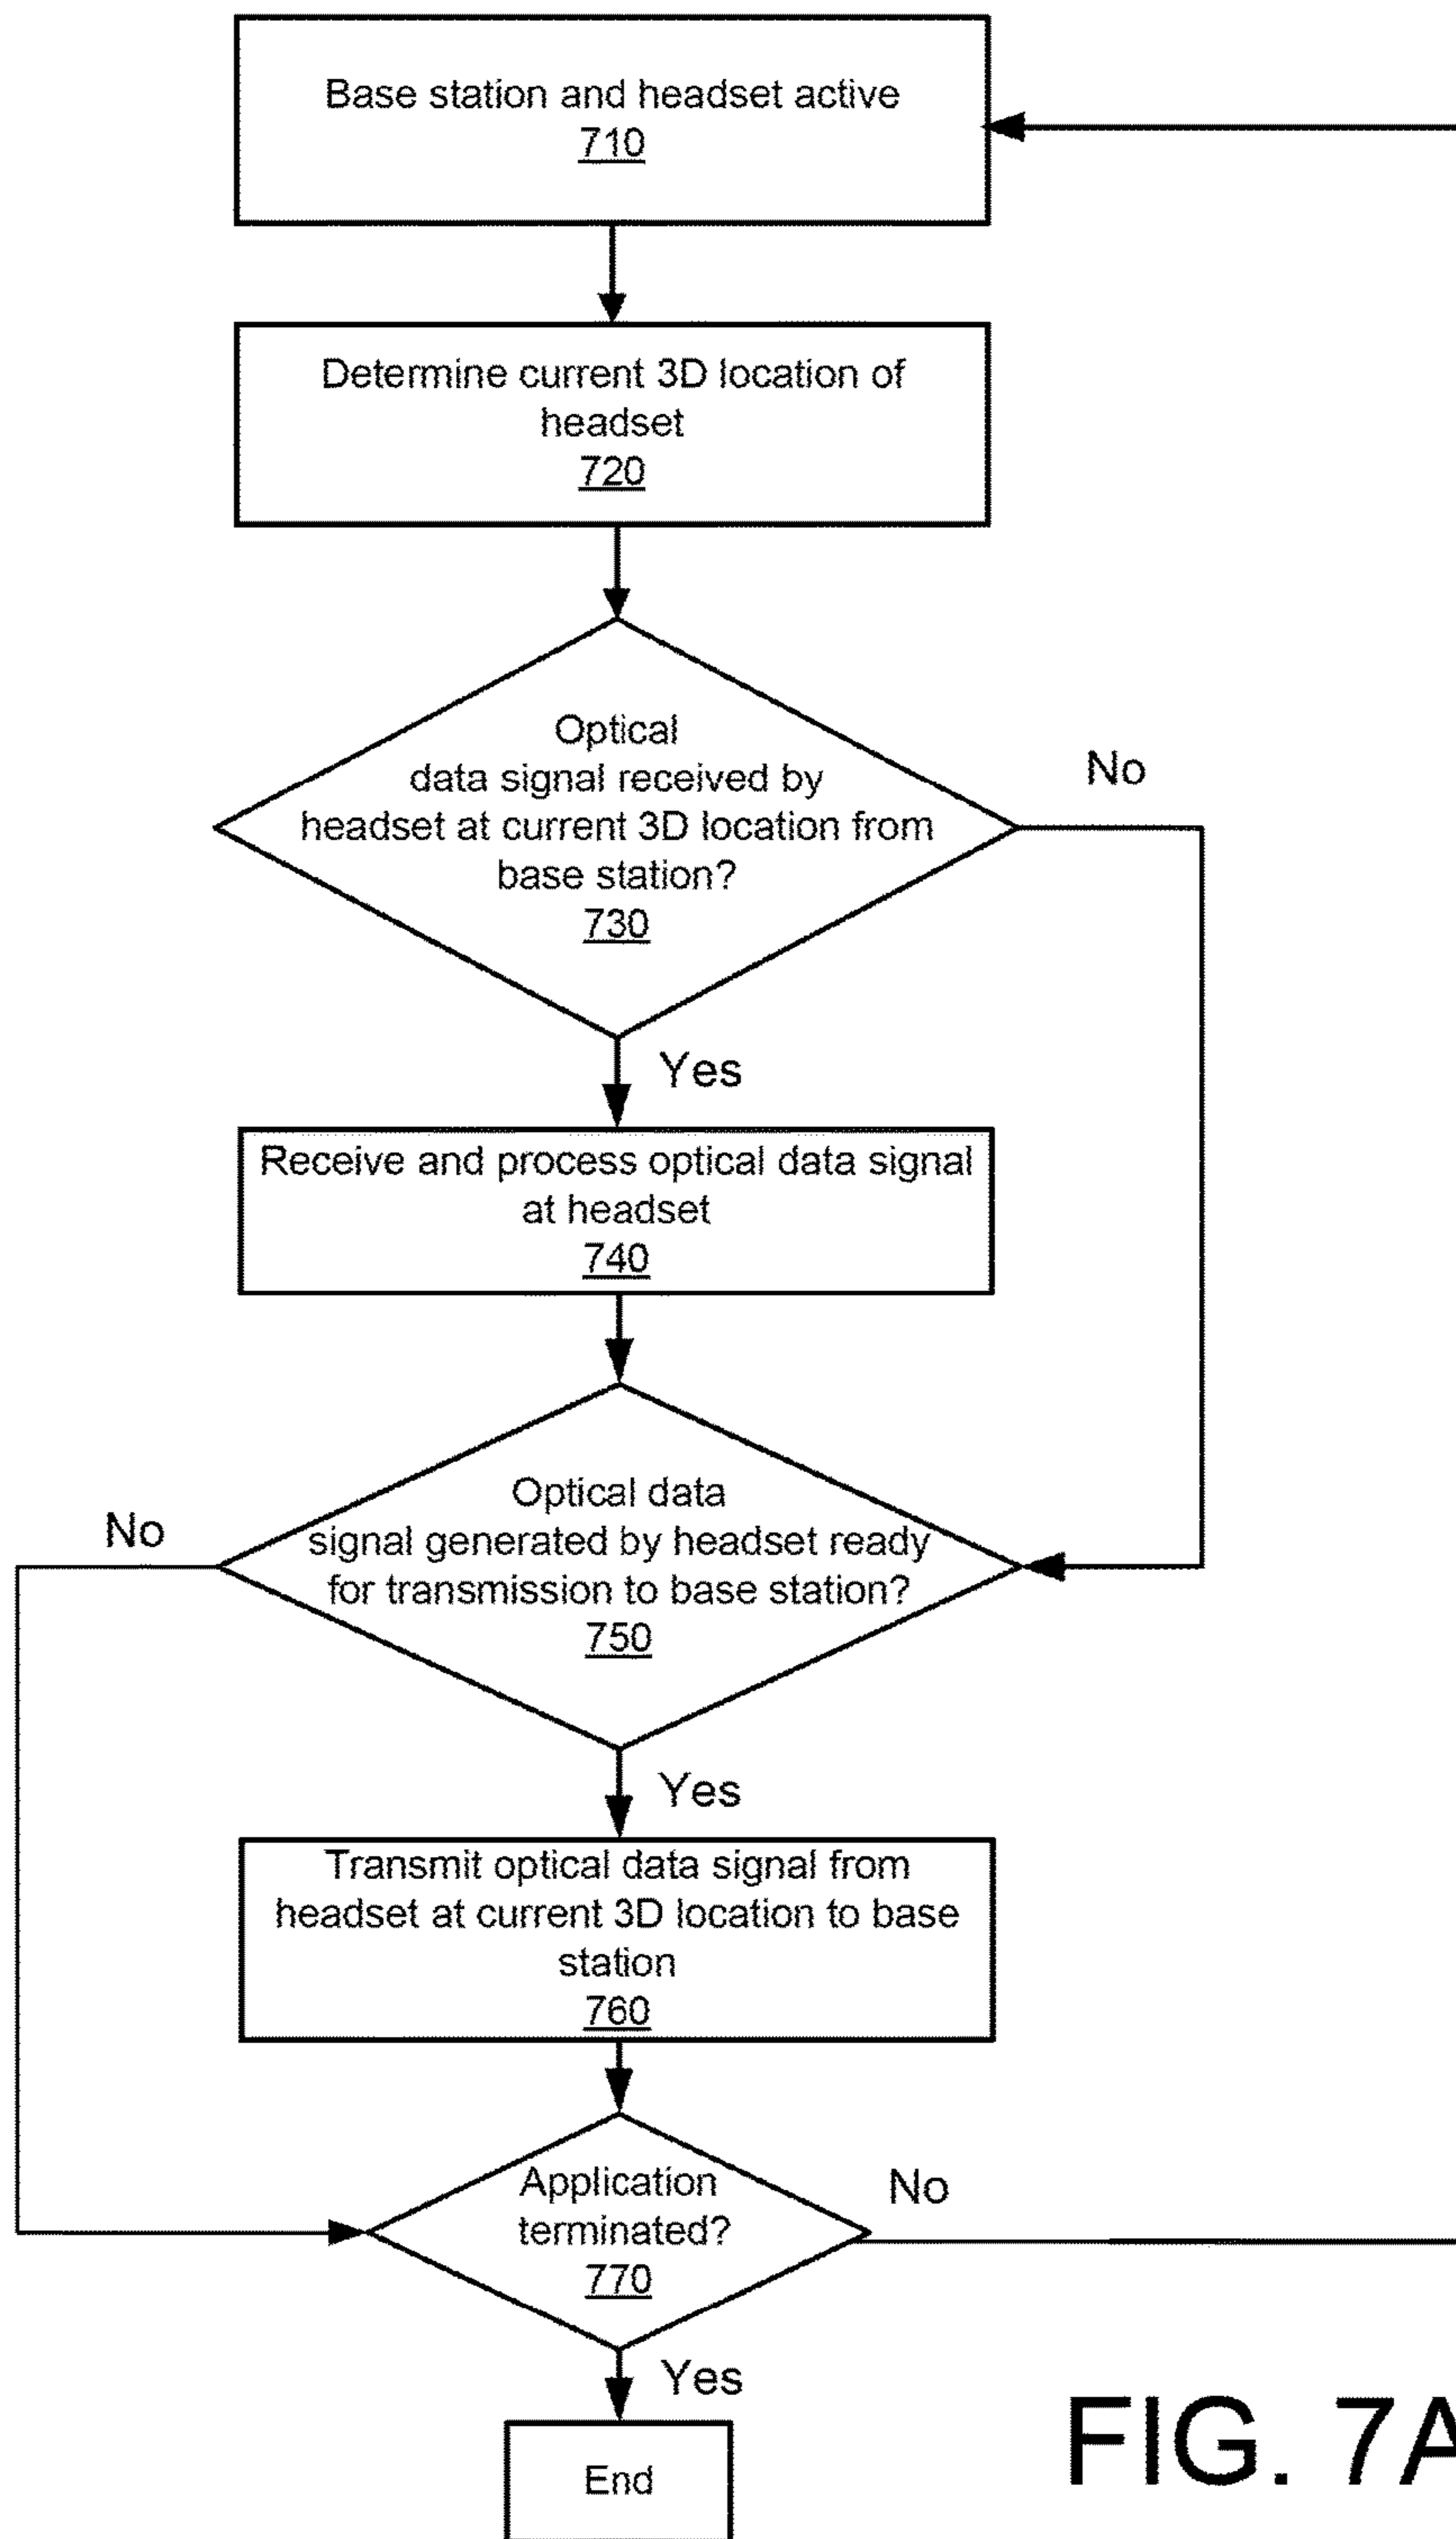 Base station and headset active
710
Determine current 3D location of
headset
720
Optical
data signal received by
headset at current 3D location from
base station?
730
No
Yes
Receive and process optical data signal
at headset
740
Optical data
signal generated by headset ready
for transmission to base station?
750
No
Yes
Transmit optical data signal from
headset at current 3D location to base
station
760
Application
terminated?
770
No
Yes
End
FIG. 7A